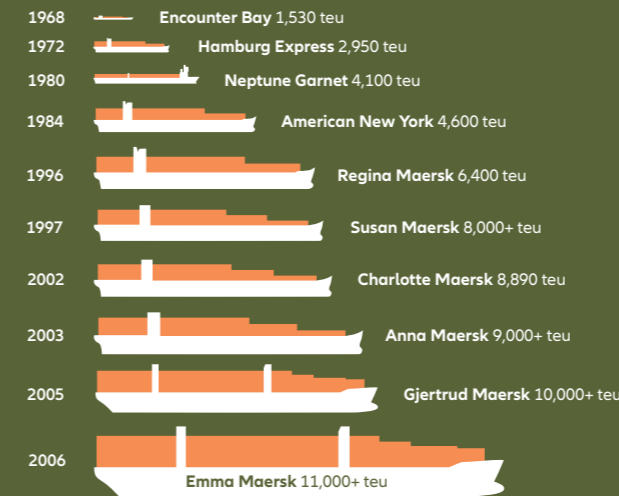 1968 Encounter Bay 1,530 teu
1972 Hamburg Express 2,950 teu
1980 Neptune Garnet 4,100 teu
1984 American New York 4,600 teu
1996 Regina Maersk 6,400 teu
1997 Susan Maersk 8,000+ teu
2002 Charlotte Maersk 8,890 teu
2003 Anna Maersk 9,000+ teu
2005 Gjertrud Maersk 10,000+ teu
2006 Emma Maersk 11,000+ teu